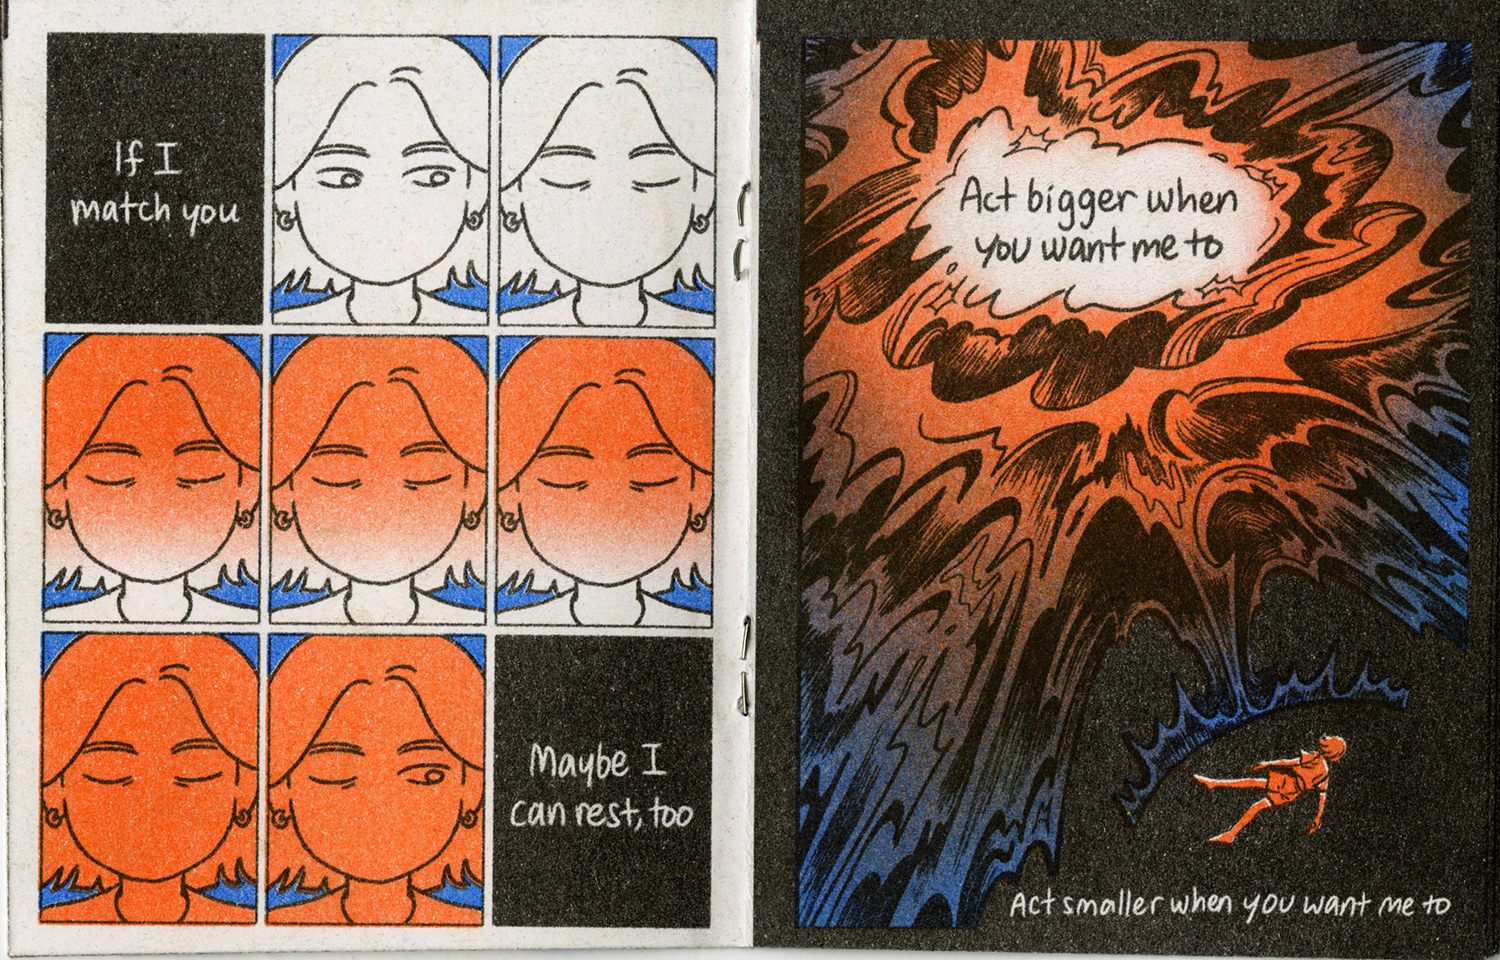 If I
match you
Maybe I
can rest, too
Act bigger when
you want me to
Act smaller when you want me to